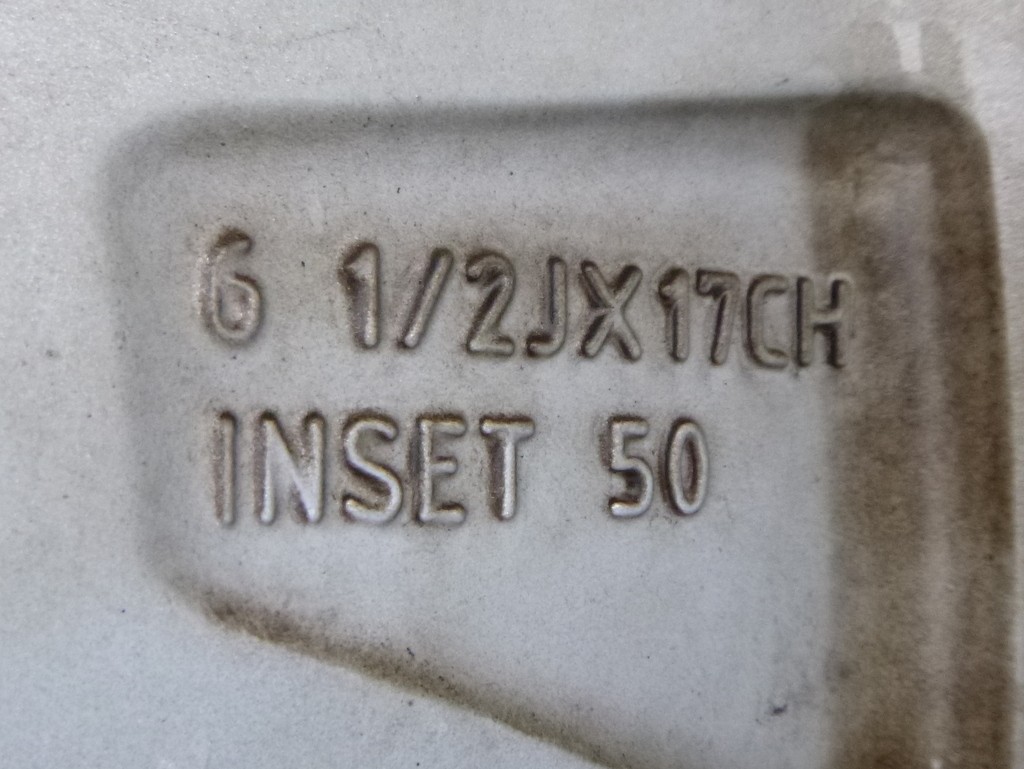 6 1/2JX17CH
INSET 50